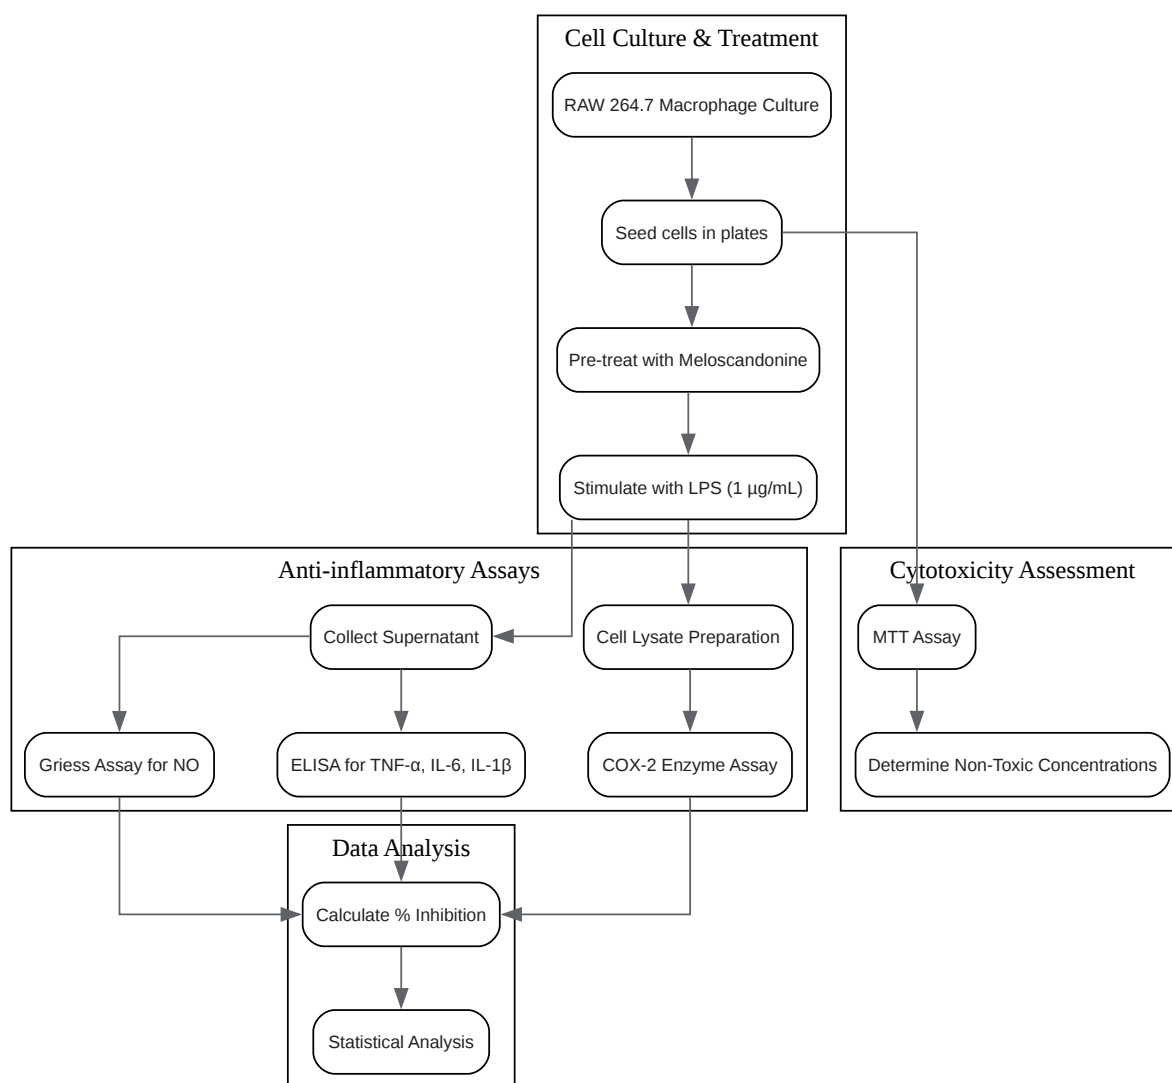 Cell Culture & Treatment
RAW 264.7 Macrophage Culture
Seed cells in plates
Pre-treat with Meloscandonine
Stimulate with LPS (1 µg/mL)
Anti-inflammatory Assays
Collect Supernatant
Cell Lysate Preparation
Griess Assay for NO
ELISA for TNF-α, IL-6, IL-1β
COX-2 Enzyme Assay
Cytotoxicity Assessment
MTT Assay
Determine Non-Toxic Concentrations
Data Analysis
Calculate % Inhibition
Statistical Analysis